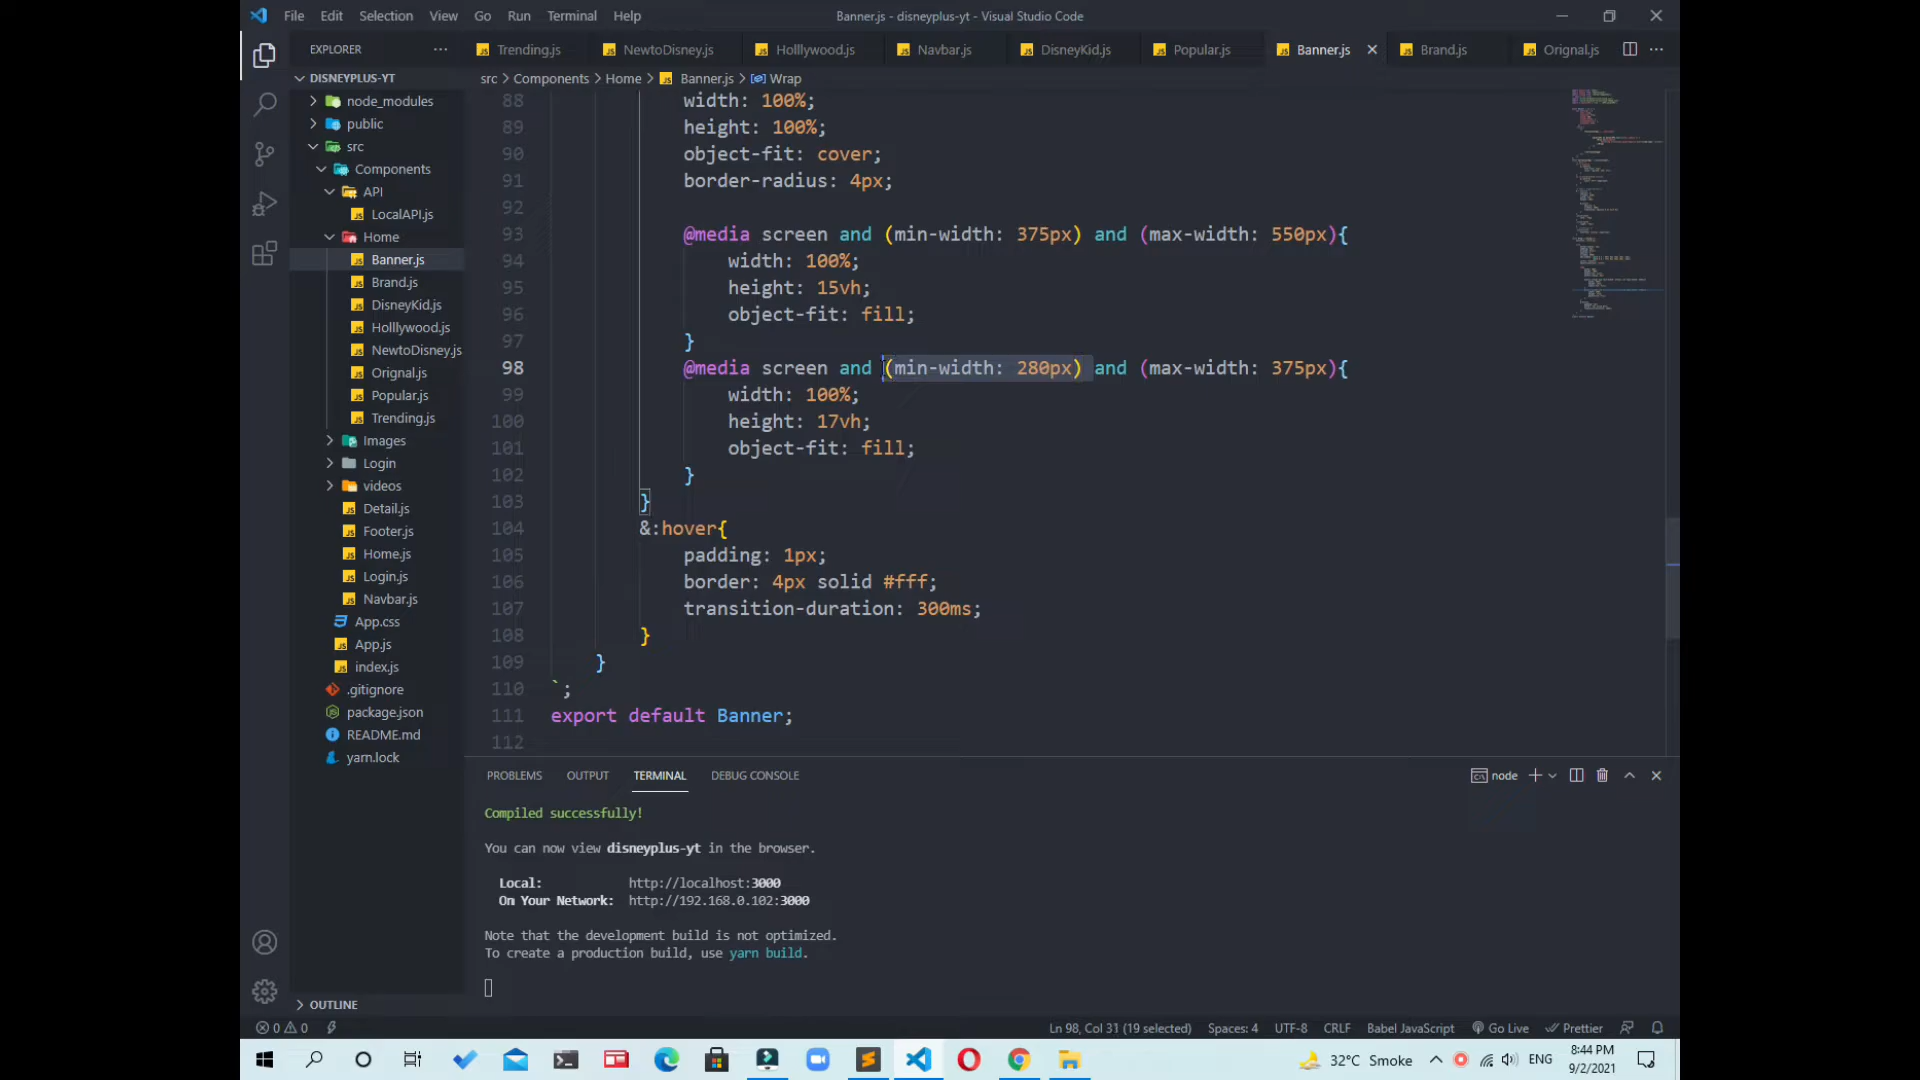 File Edit Selection View Go Run Terminal Help
Banner.js - disneyplus-yt - Visual Studio Code
EXPLORER
Trending.js NewtoDisney.js Holllywood.js Navbar.js DisneyKid.js Popular.js Banner.js Brand.js Orignal.js
src > Components > Home > Banner.js > Wrap
DISNEYPLUS-YT
node_modules
public
src
Components
API
LocalAPI.js
Home
Banner.js
Brand.js
DisneyKid.js
Holllywood.js
NewtoDisney.js
Orignal.js
Popular.js
Trending.js
Images
Login
videos
Detail.js
Footer.js
Home.js
Login.js
Navbar.js
App.css
App.js
index.js
.gitignore
package.json
README.md
yarn.lock
OUTLINE
88 width: 100%;
89 height: 100%;
90 object-fit: cover;
91 border-radius: 4px;
92
93 @media screen and (min-width: 375px) and (max-width: 550px){
94 width: 100%;
95 height: 15vh;
96 object-fit: fill;
97 }
98 @media screen and (min-width: 280px) and (max-width: 375px){
99 width: 100%;
100 height: 17vh;
101 object-fit: fill;
102 }
103 }
104 &:hover{
105 padding: 1px;
106 border: 4px solid #fff;
107 transition-duration: 300ms;
108 }
109 }
110 `;
111 export default Banner;
112
PROBLEMS OUTPUT TERMINAL DEBUG CONSOLE
node
Compiled successfully!
You can now view disneyplus-yt in the browser.
Local: http://localhost:3000
On Your Network: http://192.168.0.102:3000
Note that the development build is not optimized.
To create a production build, use yarn build.
0 0
Ln 98, Col 31 (19 selected) Spaces: 4 UTF-8 CRLF Babel JavaScript Go Live Prettier
32°C Smoke ENG
8:44 PM
9/2/2021